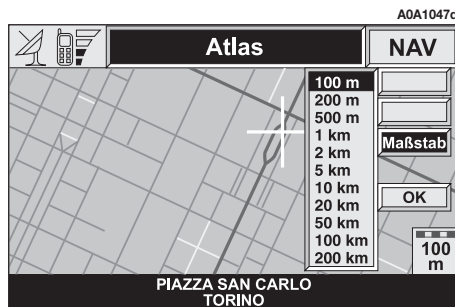 A0A1047d
Atlas
NAV
100 m
200 m
500 m
1 km
2 km
5 km
10 km
20 km
50 km
100 km
200 km
Maßstab
OK
100
m
PIAZZA SAN CARLO
TORINO